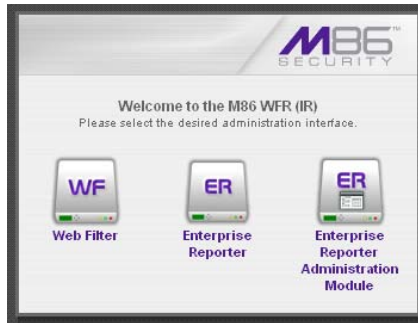 M86™
SECURITY
Welcome to the M86 WFR (IR)
Please select the desired administration interface.
WF
Web Filter
ER
Enterprise
Reporter
ER
Enterprise
Reporter
Administration
Module